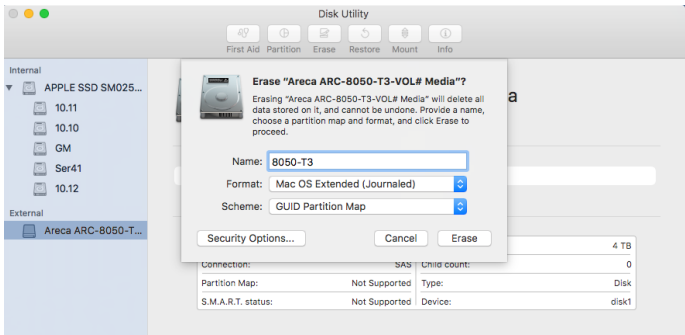 Disk Utility
First Aid Partition Erase Restore Mount Info
Internal
APPLE SSD SM025...
10.11
10.10
GM
Ser41
10.12
External
Areca ARC-8050-T...
Erase "Areca ARC-8050-T3-VOL# Media"?
Erasing "Areca ARC-8050-T3-VOL# Media" will delete all
data stored on it, and cannot be undone. Provide a name,
choose a partition map and format, and click Erase to
proceed.
Name: 8050-T3
Format: Mac OS Extended (Journaled)
Scheme: GUID Partition Map
Security Options... Cancel Erase
a
4 TB
Connection: SAS Child count: 0
Partition Map: Not Supported Type: Disk
S.M.A.R.T. status: Not Supported Device: disk1